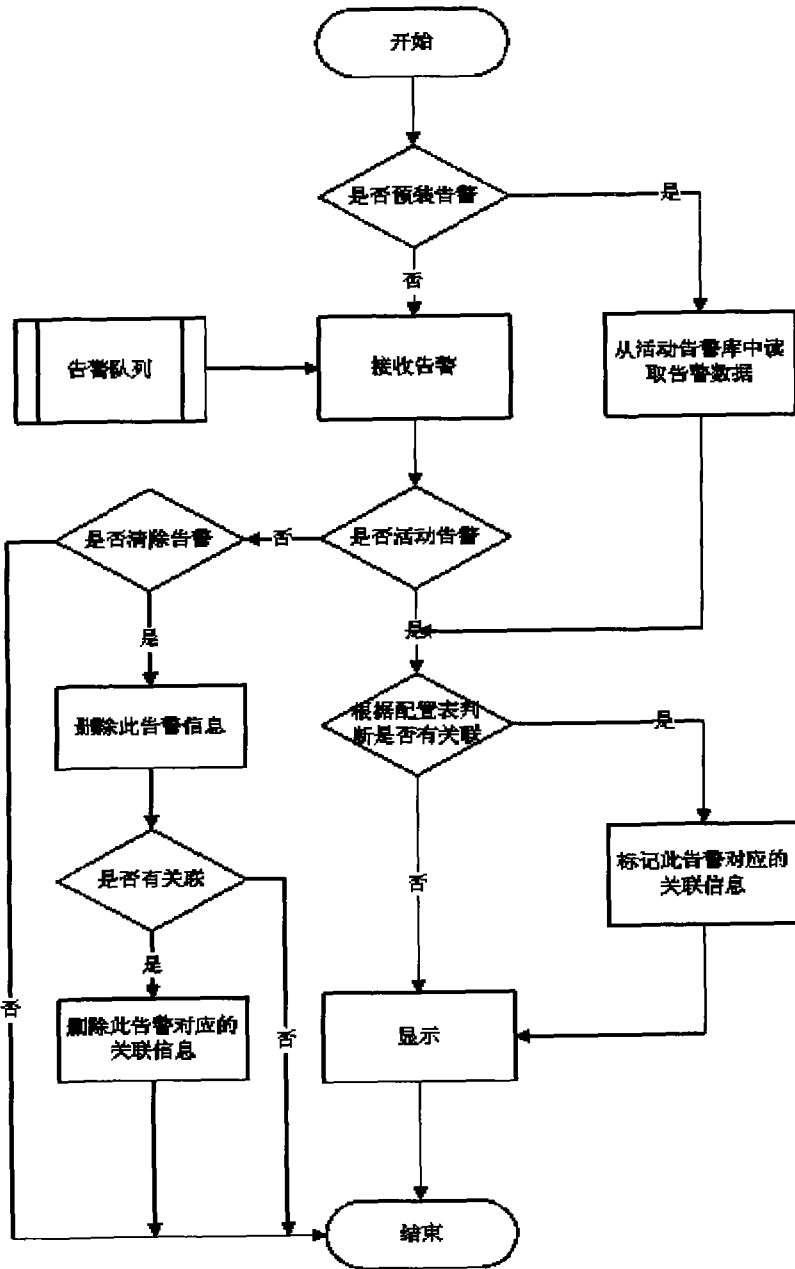 开始
是否预装告警
是
否
告警队列
接收告警
从活动告警库中读
取告警数据
是否清除告警
否
是否活动告警
是
是
删除此告警信息
根据配置表判
断是否有关联
是
是否有关联
否
标记此告警对应的
关联信息
是
否
删除此告警对应的
关联信息
否
显示
结束